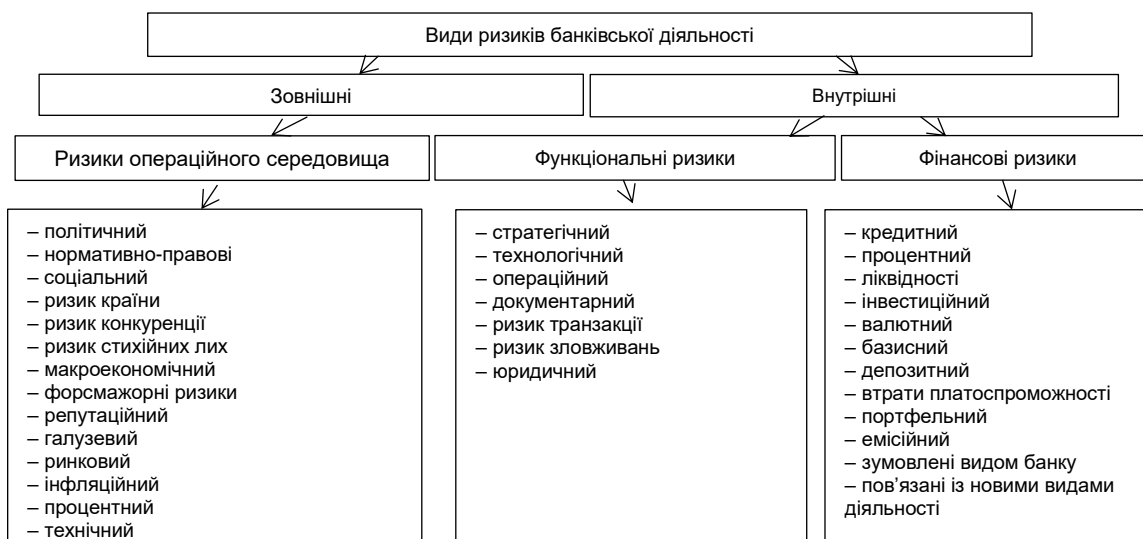 Види ризиків банківської діяльності
Зовнішні
Внутрішні
Ризики операційного середовища
Функціональні ризики
Фінансові ризики
– політичний
– нормативно-правові
– соціальний
– ризик країни
– ризик конкуренції
– ризик стихійних лих
– макроекономічний
– форсмажорні ризики
– репутаційний
– галузевий
– ринковий
– інфляційний
– процентний
– технічний
– стратегічний
– технологічний
– операційний
– документарний
– ризик транзакції
– ризик зловживань
– юридичний
– кредитний
– процентний
– ліквідності
– інвестиційний
– валютний
– базисний
– депозитний
– втрати платоспроможності
– портфельний
– емісійний
– зумовлені видом банку
– пов’язані із новими видами
діяльності